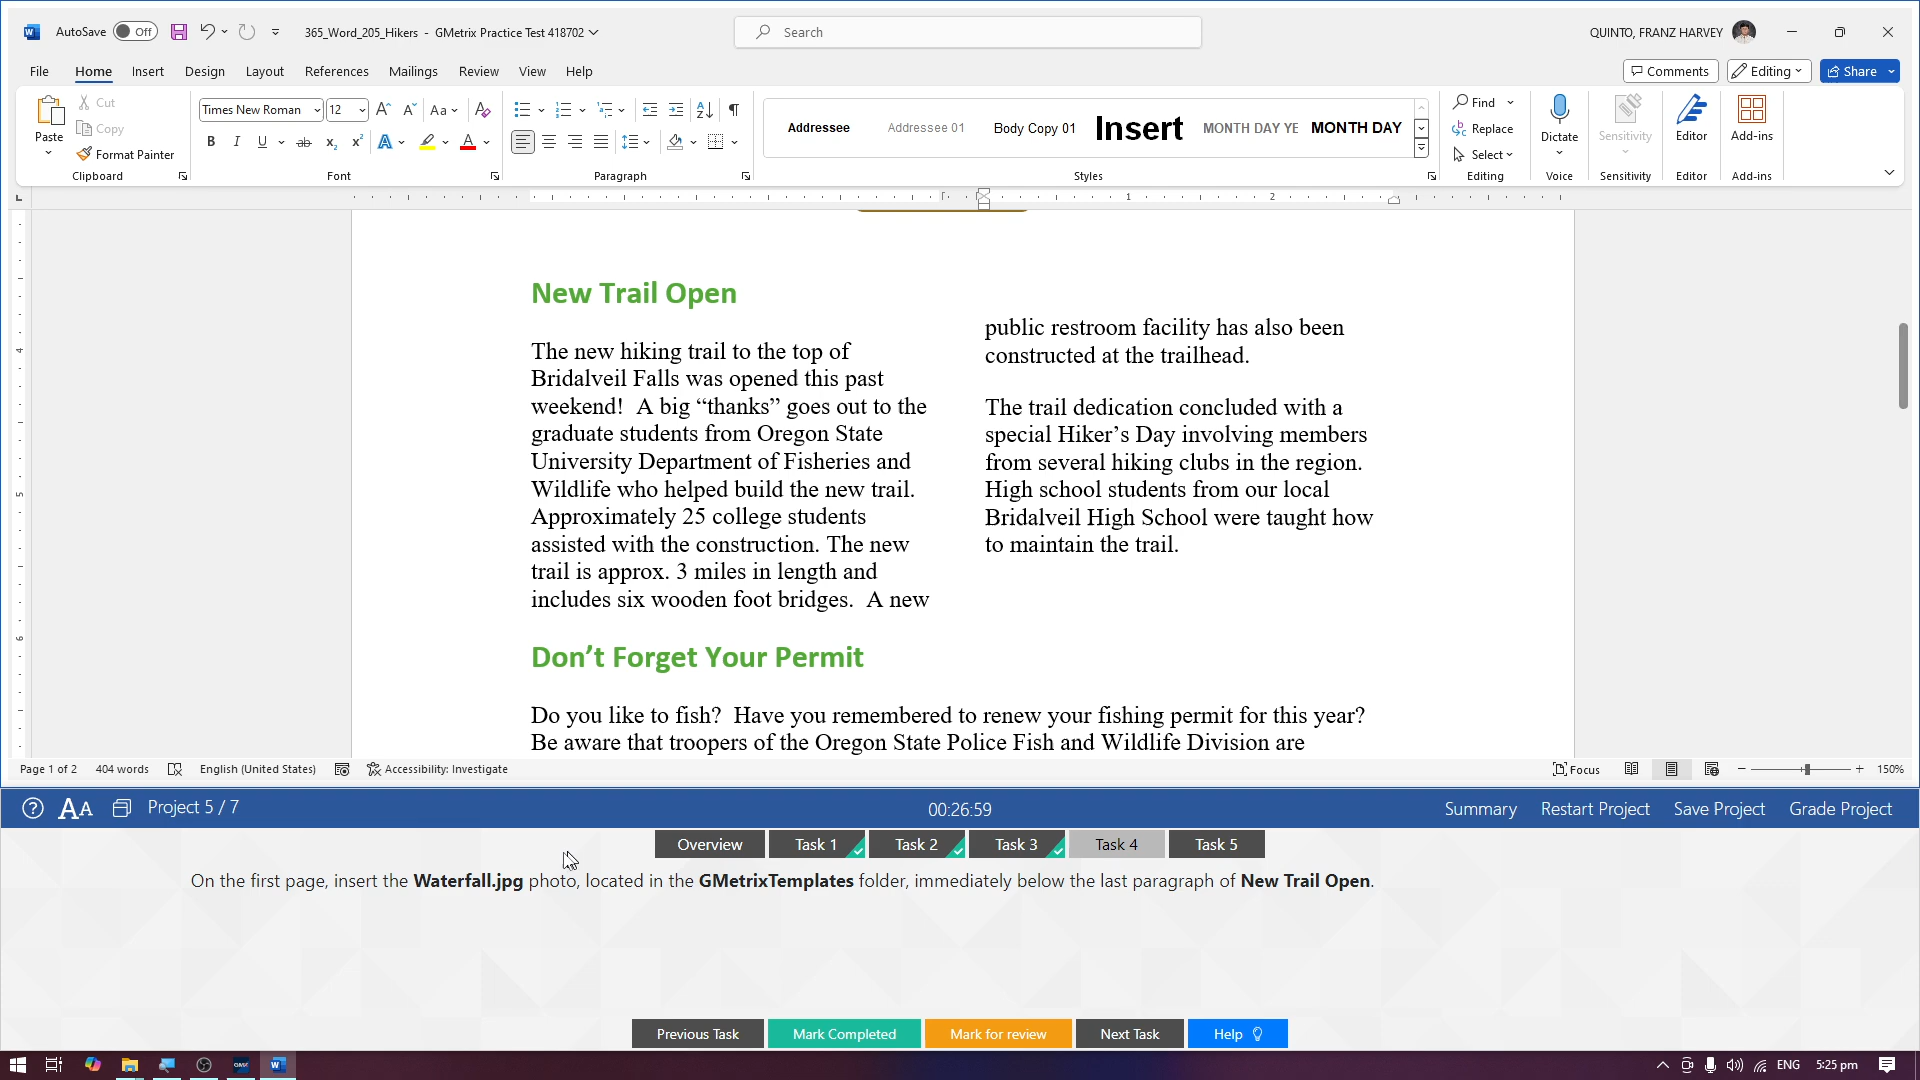 AutoSave Off 365_Word_205_Hikers - GMetrix Practice Test 418702 Search QUINTO, FRANZ HARVEY
File Home Insert Design Layout References Mailings Review View Help Comments Editing Share
Paste Cut Copy Format Painter Clipboard
Times New Roman 12 Aa B I U ab x₂ x² A A Font
Paragraph
Addressee Addressee 01 Body Copy 01 Insert MONTH DAY YE MONTH DAY Styles
Find Replace Select Editing
Dictate Voice
Sensitivity Sensitivity
Editor Editor
Add-ins Add-ins
1 2
4
5
6
New Trail Open
The new hiking trail to the top of
Bridalveil Falls was opened this past
weekend!  A big “thanks” goes out to the
graduate students from Oregon State
University Department of Fisheries and
Wildlife who helped build the new trail.
Approximately 25 college students
assisted with the construction. The new
trail is approx. 3 miles in length and
includes six wooden foot bridges.  A new
public restroom facility has also been
constructed at the trailhead.
The trail dedication concluded with a
special Hiker’s Day involving members
from several hiking clubs in the region.
High school students from our local
Bridalveil High School were taught how
to maintain the trail.
Don’t Forget Your Permit
Do you like to fish?  Have you remembered to renew your fishing permit for this year?
Be aware that troopers of the Oregon State Police Fish and Wildlife Division are
Page 1 of 2 404 words English (United States) Accessibility: Investigate Focus 150%
AA Project 5 / 7 00:26:59 Summary Restart Project Save Project Grade Project
Overview Task 1 Task 2 Task 3 Task 4 Task 5
On the first page, insert the Waterfall.jpg photo, located in the GMetrixTemplates folder, immediately below the last paragraph of New Trail Open.
Previous Task Mark Completed Mark for review Next Task Help
ENG 5:25 pm